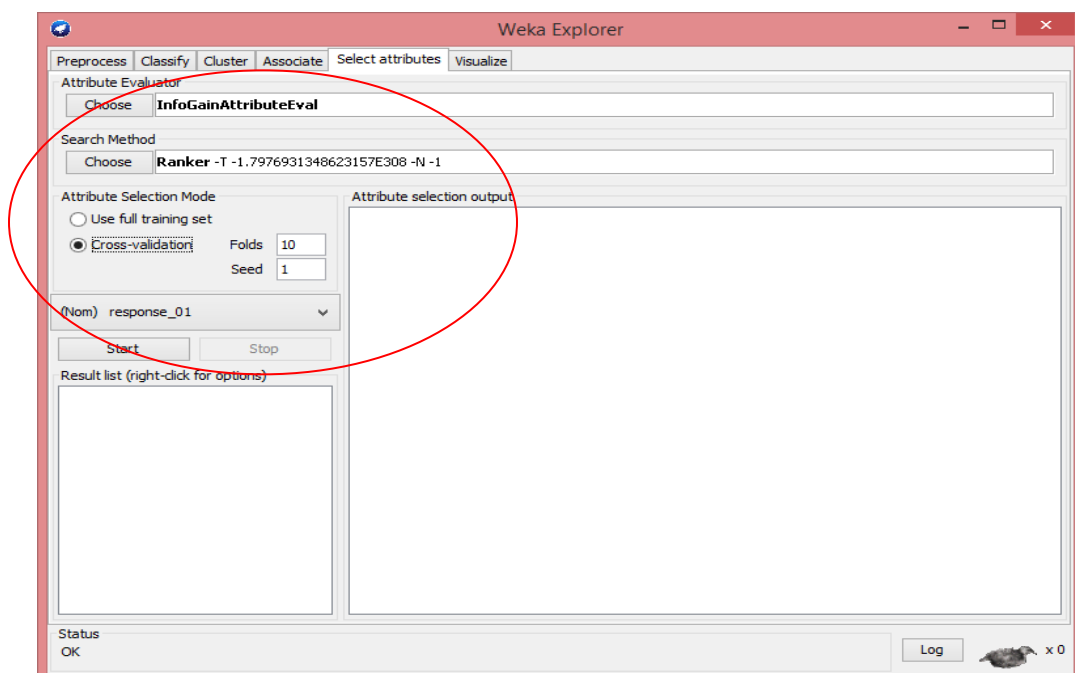 Weka Explorer
Preprocess Classify Cluster Associate Select attributes Visualize
Attribute Evaluator
Choose InfoGainAttributeEval
Search Method
Choose Ranker -T -1.7976931348623157E308 -N -1
Attribute Selection Mode
Use full training set
Cross-validation Folds 10
Seed 1
(Nom) response_01
Start Stop
Result list (right-click for options)
Attribute selection output
Status
OK
Log x 0